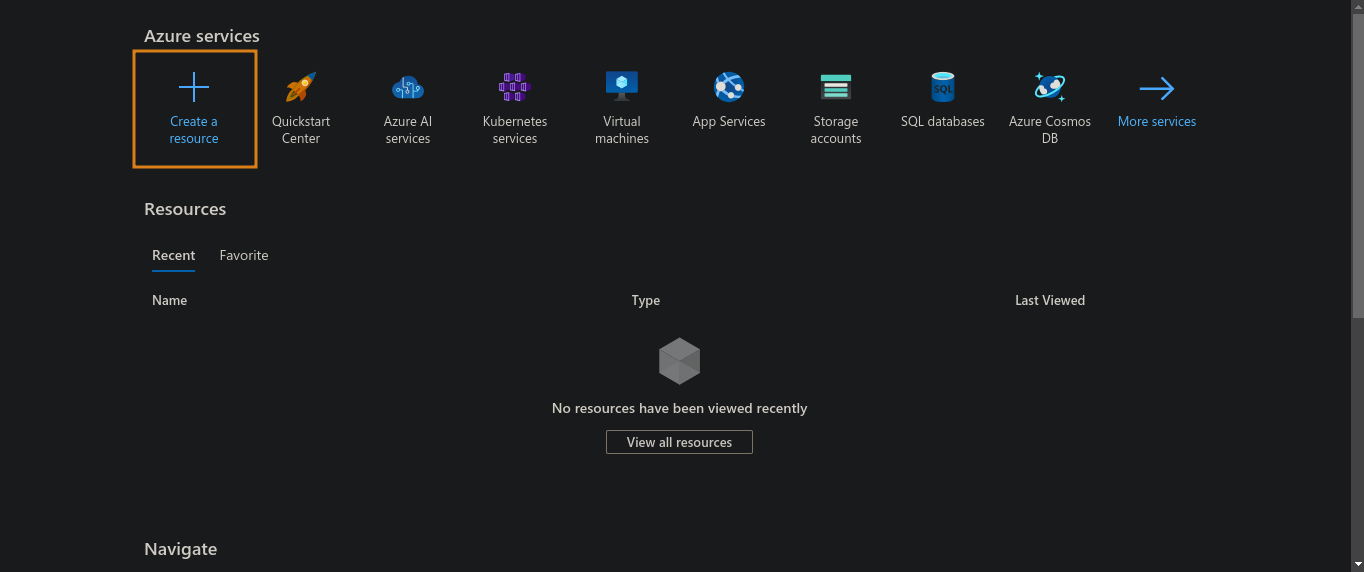 Azure services
Create a
resource
Quickstart
Center
Azure AI
services
Kubernetes
services
Virtual
machines
App Services
Storage
accounts
SQL
SQL databases
Azure Cosmos
DB
More services
Resources
Recent
Favorite
Name
Type
Last Viewed
No resources have been viewed recently
View all resources
Navigate